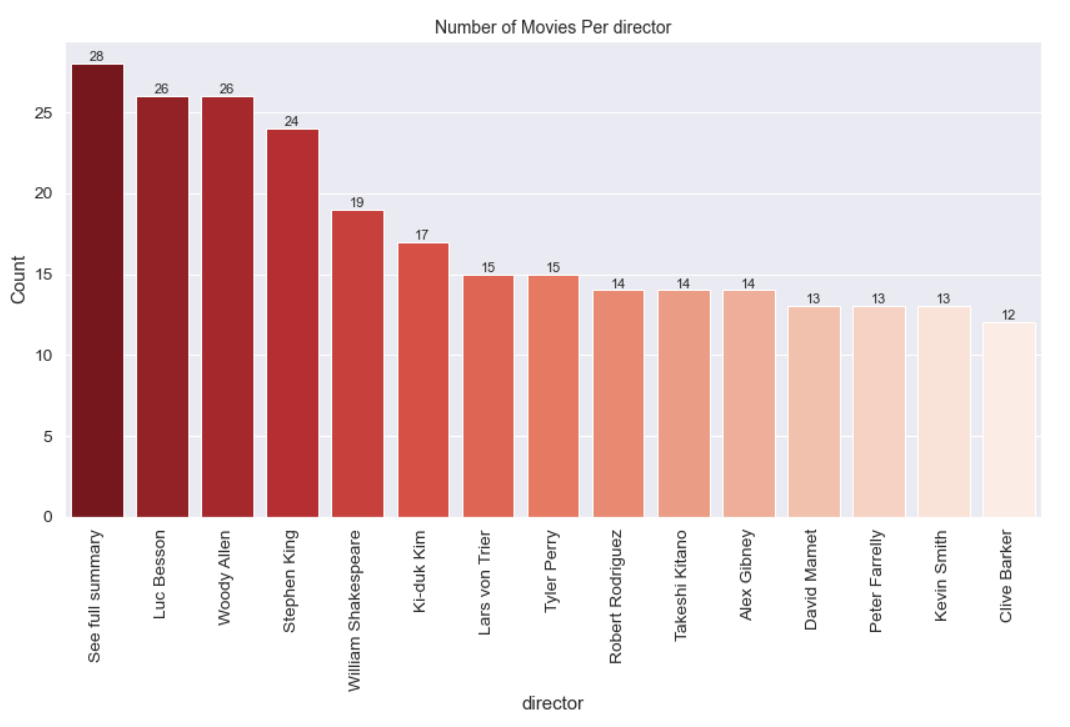 Number of Movies Per director
Count
25
20
15
10
5
0
28
26
26
24
19
17
15
15
14
14
14
13
13
13
12
See full summary
Luc Besson
Woody Allen
Stephen King
William Shakespeare
Ki-duk Kim
Lars von Trier
Tyler Perry
Robert Rodriguez
Takeshi Kitano
Alex Gibney
David Mamet
Peter Farrelly
Kevin Smith
Clive Barker
director